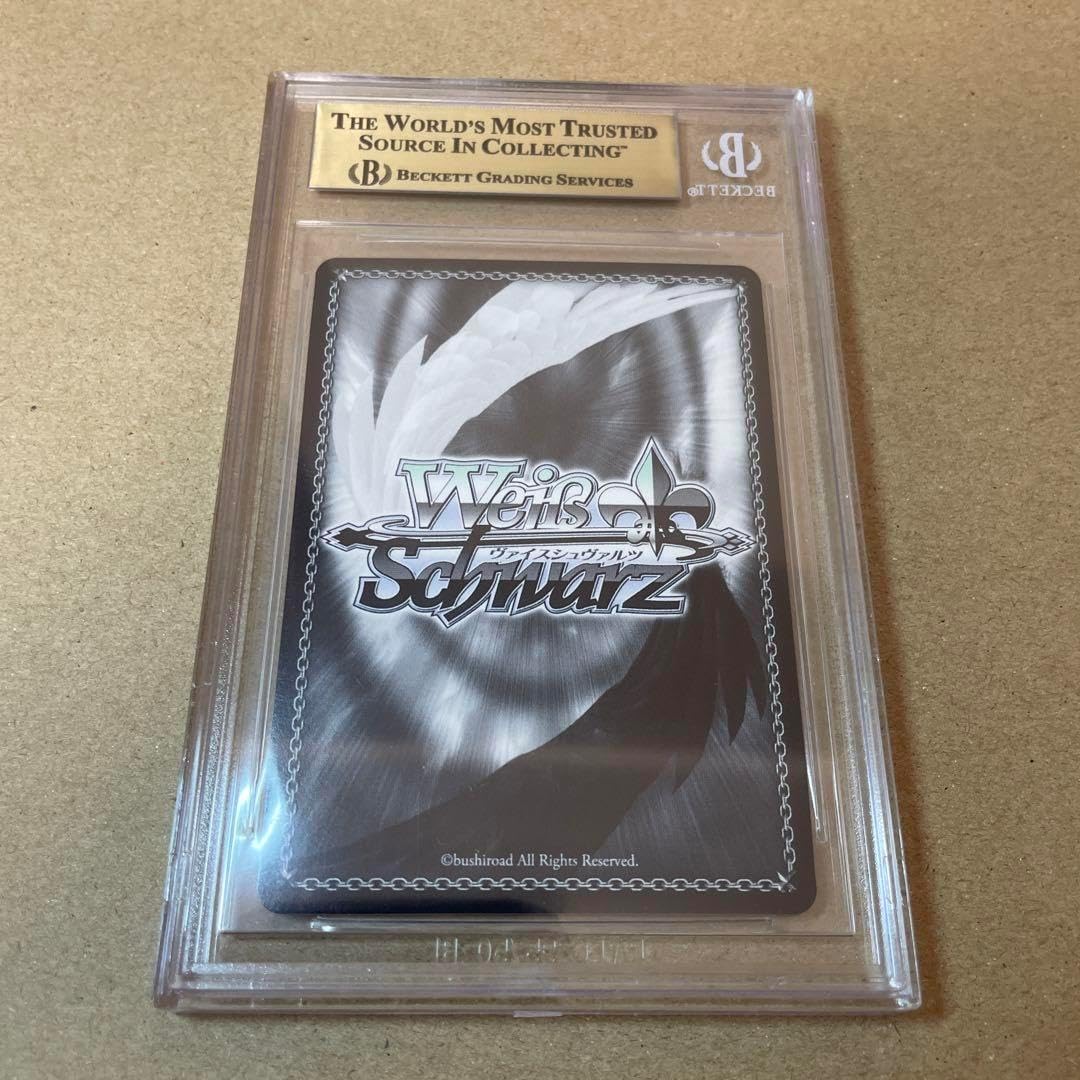 THE WORLD'S MOST TRUSTED
SOURCE IN COLLECTING™
B BECKETT GRADING SERVICES
B
BECKETT®
Weiß
ヴァイスシュヴァルツ
Schwarz
©bushiroad All Rights Reserved.